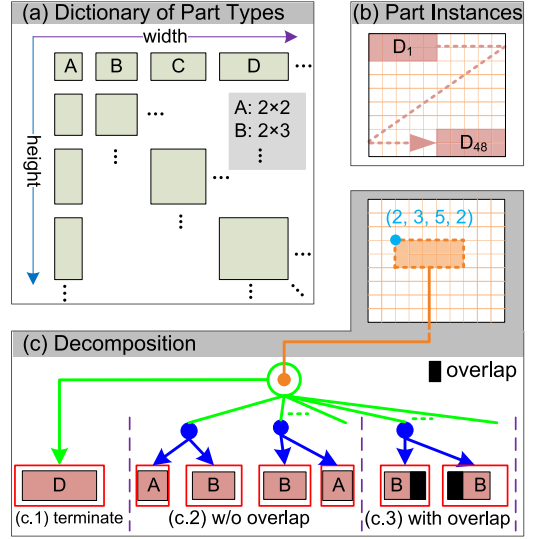 (a) Dictionary of Part Types
width
A B C D ...
A: 2×2
B: 2×3
height
(b) Part Instances
D1
D48
(2, 3, 5, 2)
(c) Decomposition
overlap
D
A B B A
B B
(c.1) terminate
(c.2) w/o overlap
(c.3) with overlap